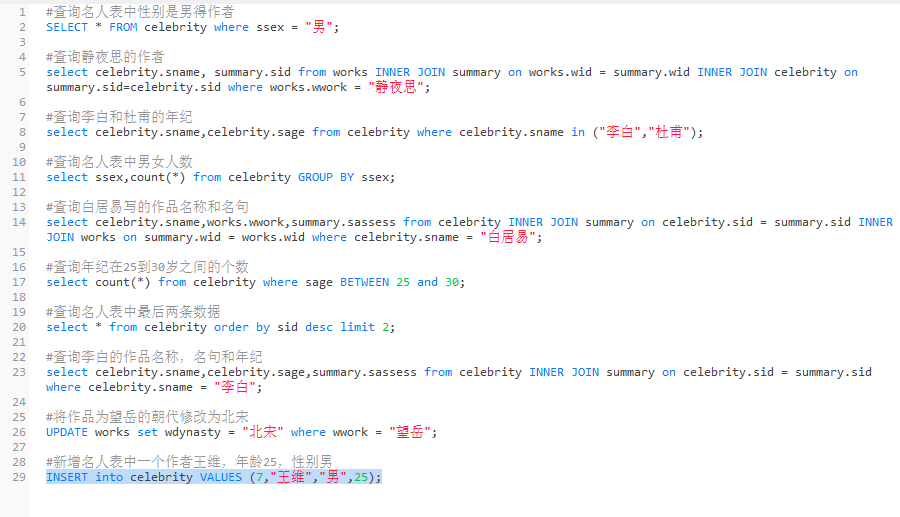 1 #查询名人表中性别是男得作者
2 SELECT * FROM celebrity where ssex = "男";
3
4 #查询静夜思的作者
5 select celebrity.sname, summary.sid from works INNER JOIN summary on works.wid = summary.wid INNER JOIN celebrity on
summary.sid=celebrity.sid where works.wwork = "静夜思";
6
7 #查询李白和杜甫的年纪
8 select celebrity.sname,celebrity.sage from celebrity where celebrity.sname in ("李白","杜甫");
9
10 #查询名人表中男女人数
11 select ssex,count(*) from celebrity GROUP BY ssex;
12
13 #查询白居易写的作品名称和名句
14 select celebrity.sname,works.wwork,summary.sassess from celebrity INNER JOIN summary on celebrity.sid = summary.sid INNER
JOIN works on summary.wid = works.wid where celebrity.sname = "白居易";
15
16 #查询年纪在25到30岁之间的个数
17 select count(*) from celebrity where sage BETWEEN 25 and 30;
18
19 #查询名人表中最后两条数据
20 select * from celebrity order by sid desc limit 2;
21
22 #查询李白的作品名称，名句和年纪
23 select celebrity.sname,celebrity.sage,summary.sassess from celebrity INNER JOIN summary on celebrity.sid = summary.sid
where celebrity.sname = "李白";
24
25 #将作品为望岳的朝代修改为北宋
26 UPDATE works set wdynasty = "北宋" where wwork = "望岳";
27
28 #新增名人表中一个作者王维，年龄25，性别男
29 INSERT into celebrity VALUES (7,"王维","男",25);